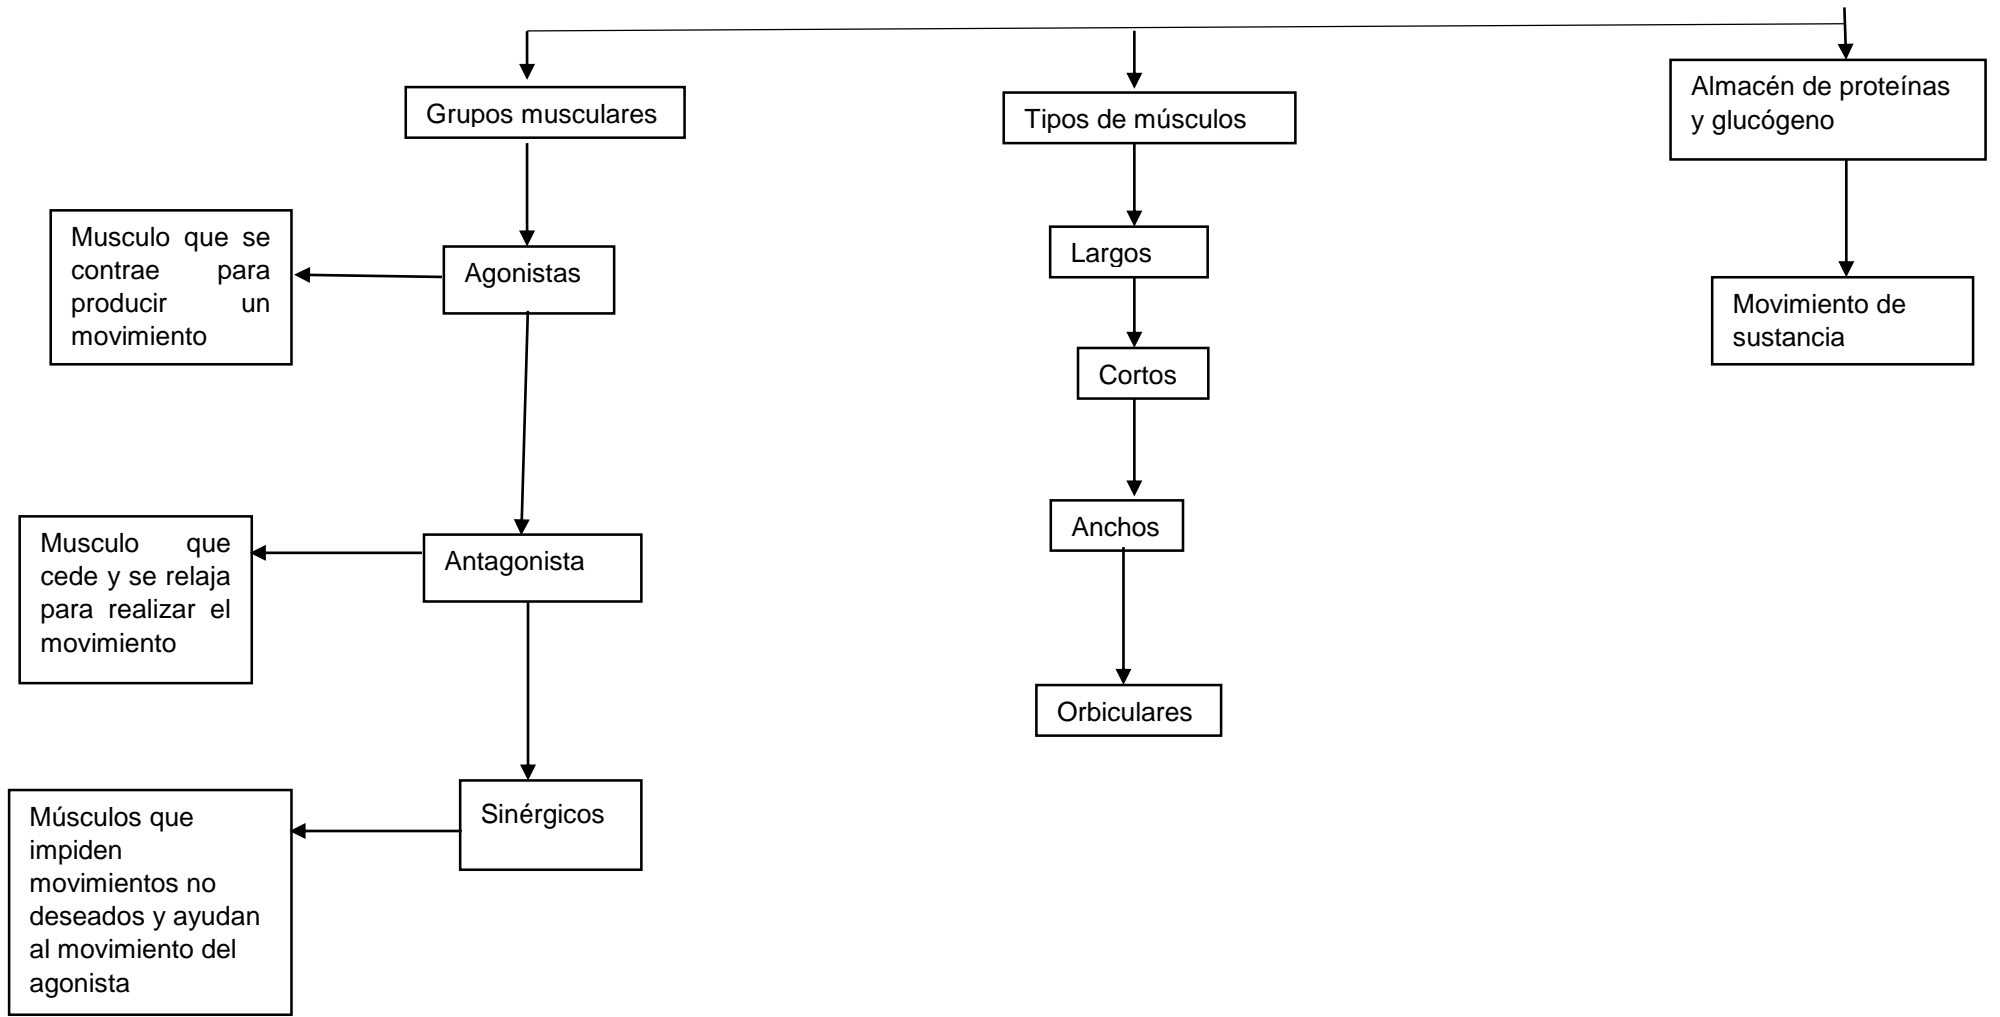 Grupos musculares
Tipos de músculos
Almacén de proteínas
y glucógeno
Musculo que se
contrae para
producir un
movimiento
Agonistas
Largos
Movimiento de
sustancia
Cortos
Musculo que
cede y se relaja
para realizar el
movimiento
Antagonista
Anchos
Orbiculares
Músculos que
impiden
movimientos no
deseados y ayudan
al movimiento del
agonista
Sinérgicos